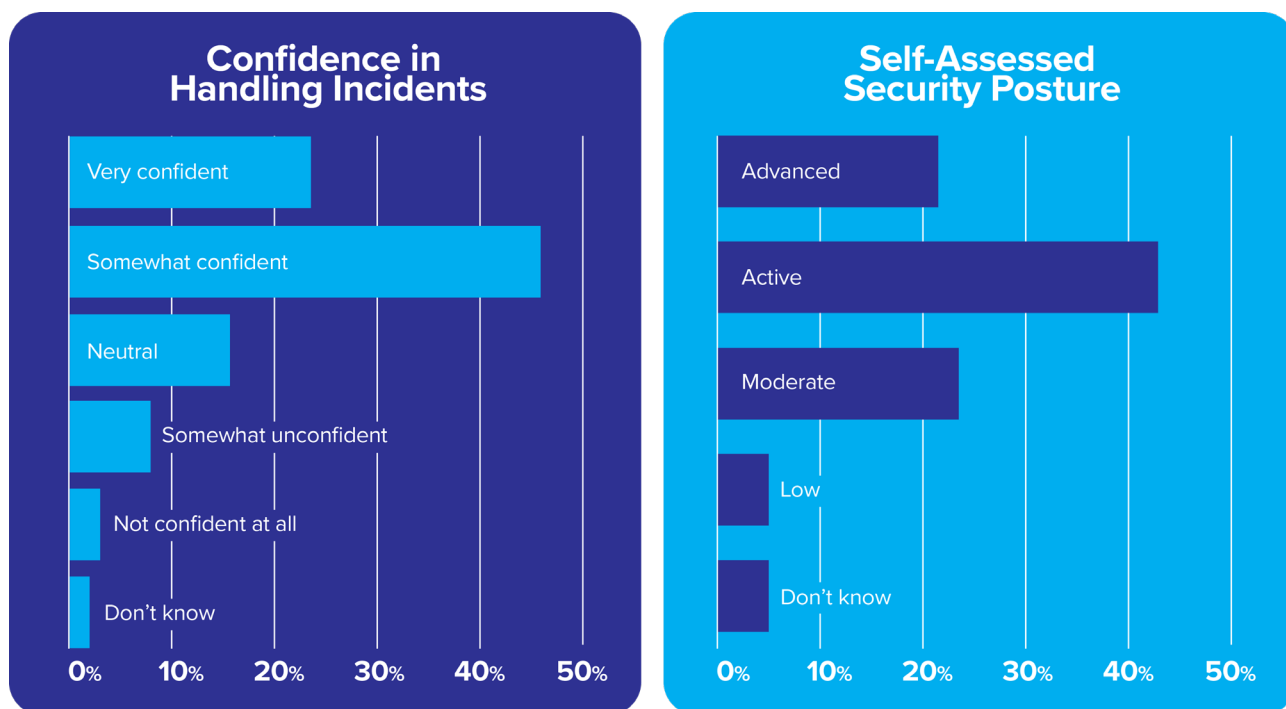 Confidence in
Handling Incidents
Very confident
Somewhat confident
Neutral
Somewhat unconfident
Not confident at all
Don’t know
0% 10% 20% 30% 40% 50%
Self-Assessed
Security Posture
Advanced
Active
Moderate
Low
Don’t know
0% 10% 20% 30% 40% 50%